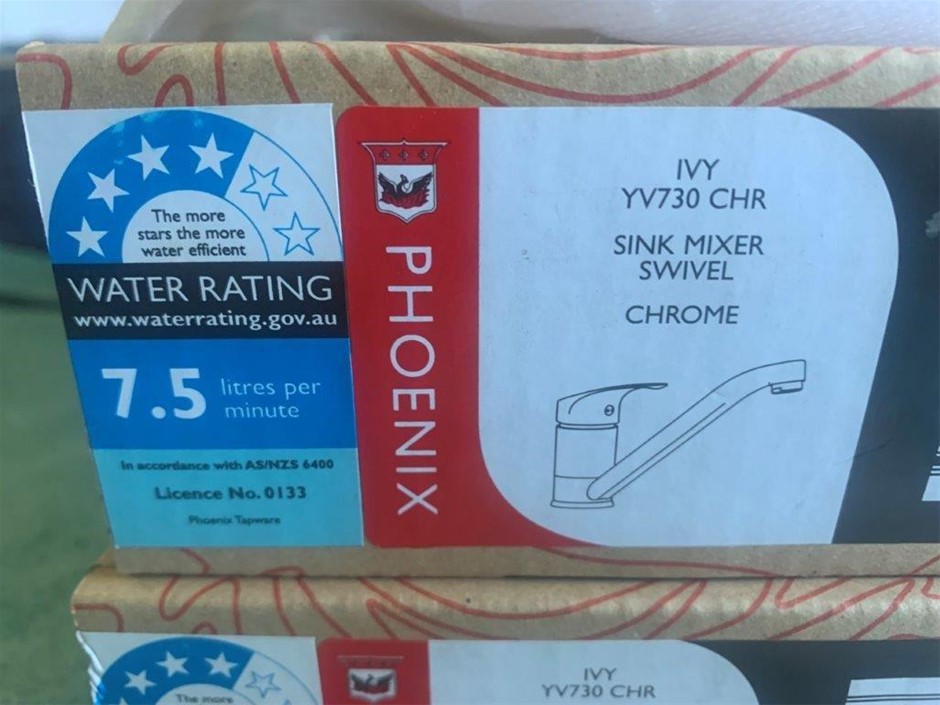 The more
stars the more
water efficient
WATER RATING
www.waterrating.gov.au
7.5 litres per
minute
In accordance with AS/NZS 6400
Licence No. 0133
Phoenix Tapware
PHOENIX
IVY
YV730 CHR
SINK MIXER
SWIVEL
CHROME
The more
IVY
YV730 CHR